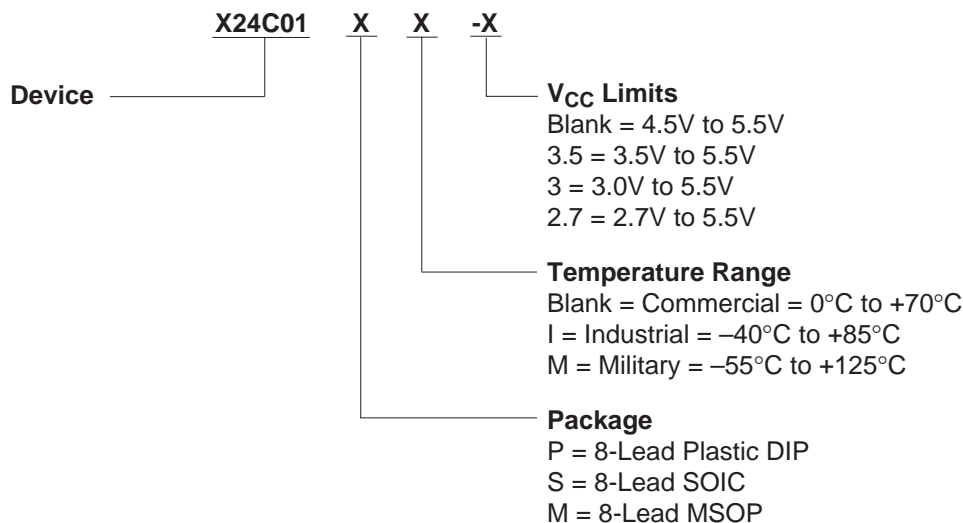 X24C01 X X -X
Device
VCC Limits
Blank = 4.5V to 5.5V
3.5 = 3.5V to 5.5V
3 = 3.0V to 5.5V
2.7 = 2.7V to 5.5V
Temperature Range
Blank = Commercial = 0°C to +70°C
I = Industrial = –40°C to +85°C
M = Military = –55°C to +125°C
Package
P = 8-Lead Plastic DIP
S = 8-Lead SOIC
M = 8-Lead MSOP